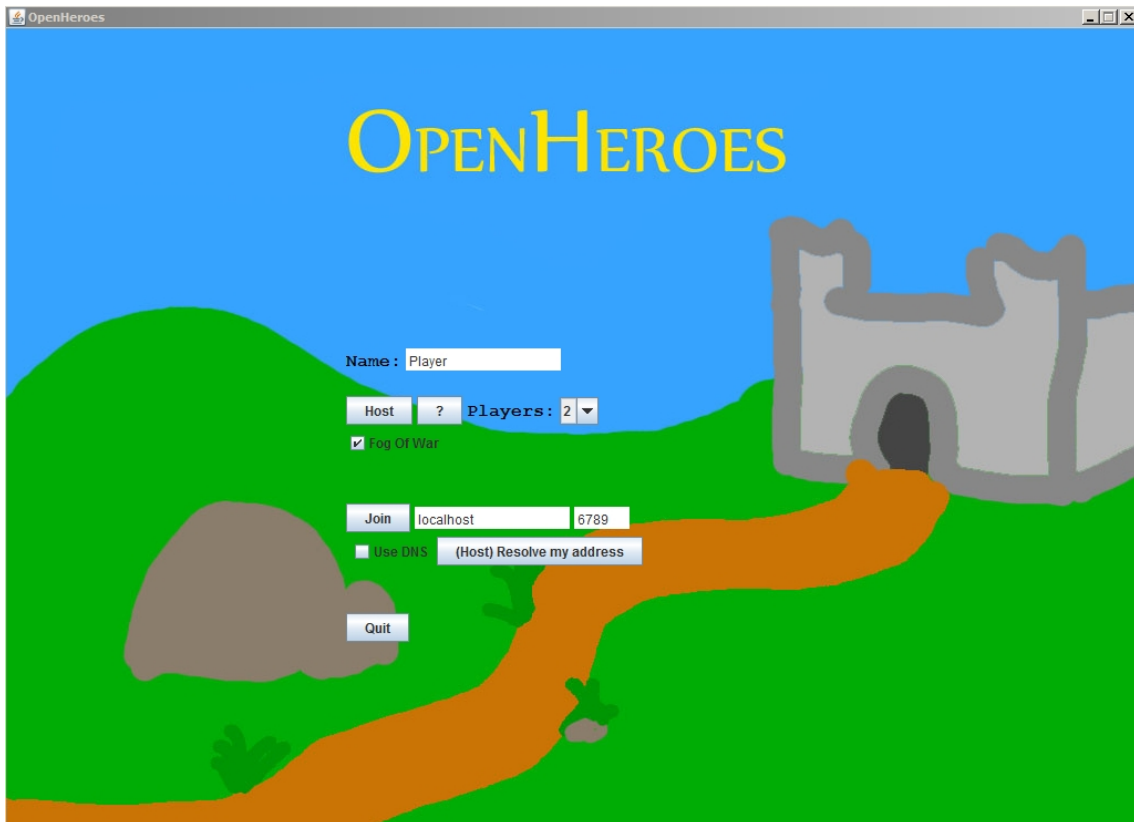 OpenHeroes
OPENHEROES
Name: Player
Host ? Players: 2
Fog Of War
Join localhost 6789
Use DNS (Host) Resolve my address
Quit